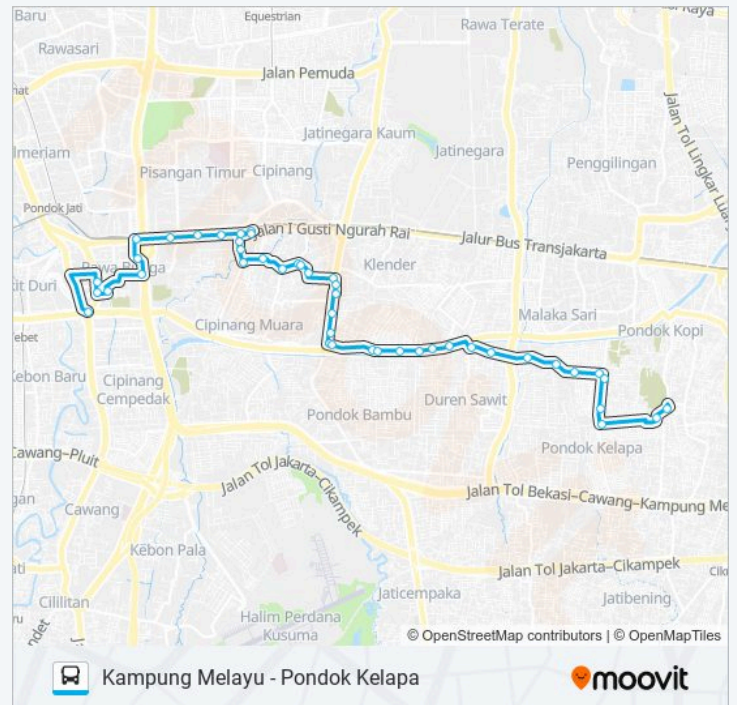 Baru
Equestrian
Rawa Terate
Rawasari
Jalan Pemuda
Jatinegara Kaum
Jatinegara
Jalan Tol Lingkar Luar
Pisangan Timur
Cipinang
Penggilingan
Pondok Jati
Jalan I Gusti Ngurah Rai
Jalur Bus Transjakarta
Klender
Malaka Sari
Cipinang Muara
Pondok Kopi
Kebon Baru
Cipinang
Cempedak
Duren Sawit
Pondok Bambu
Pondok Kelapa
Cawang–Pluit
Jalan Tol Jakarta–Cikampek
Jalan Tol Bekasi–Cawang–Kampung Me
Cawang
Kebon Pala
Jalan Tol Jakarta–Cikampek
Jaticempaka
Jatibening
Cililitan
Halim Perdana
Kusuma
© OpenStreetMap contributors | © OpenMapTiles
Kampung Melayu - Pondok Kelapa
moovit